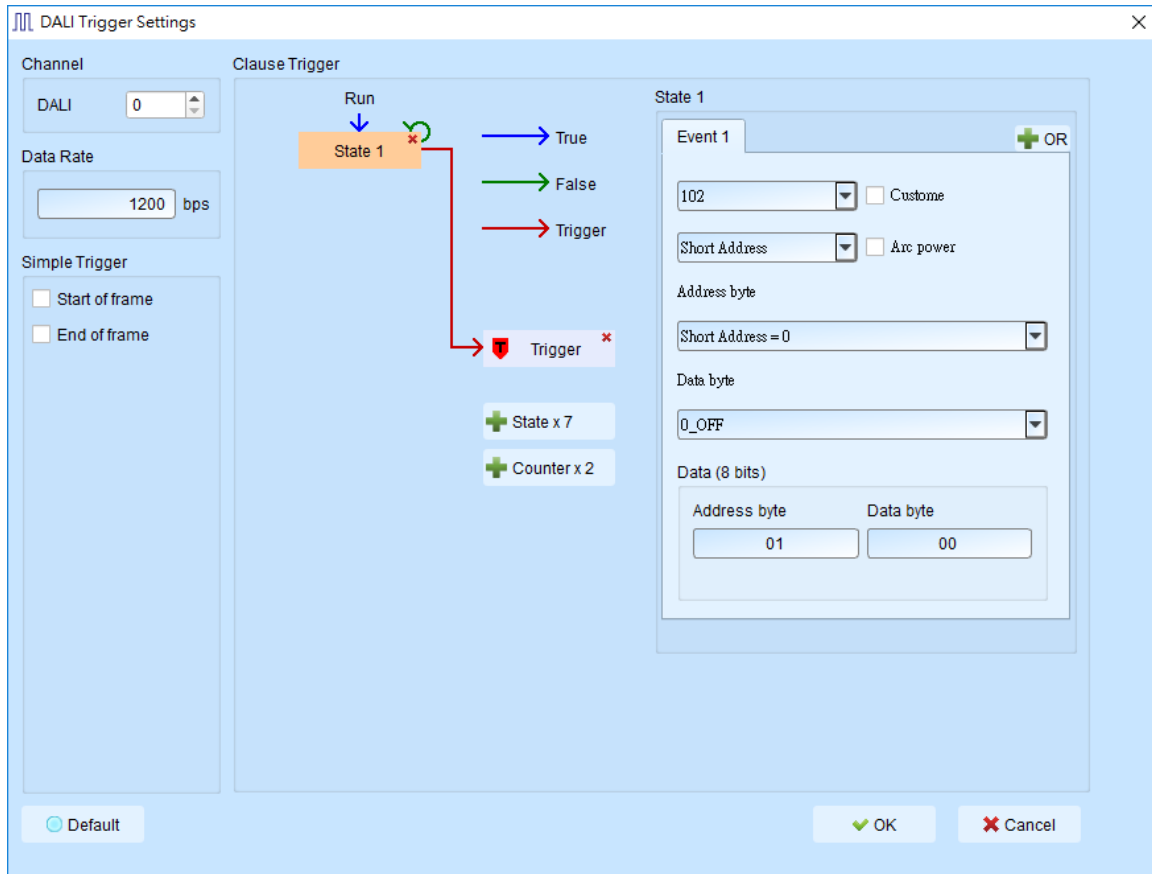 DALI Trigger Settings
Channel
DALI 0
Data Rate
1200 bps
Simple Trigger
Start of frame
End of frame
Clause Trigger
Run
State 1
True
False
Trigger
T Trigger
State x 7
Counter x 2
State 1
Event 1
OR
102 Custome
Short Address Arc power
Address byte
Short Address = 0
Data byte
0_OFF
Data (8 bits)
Address byte Data byte
01 00
Default
OK Cancel